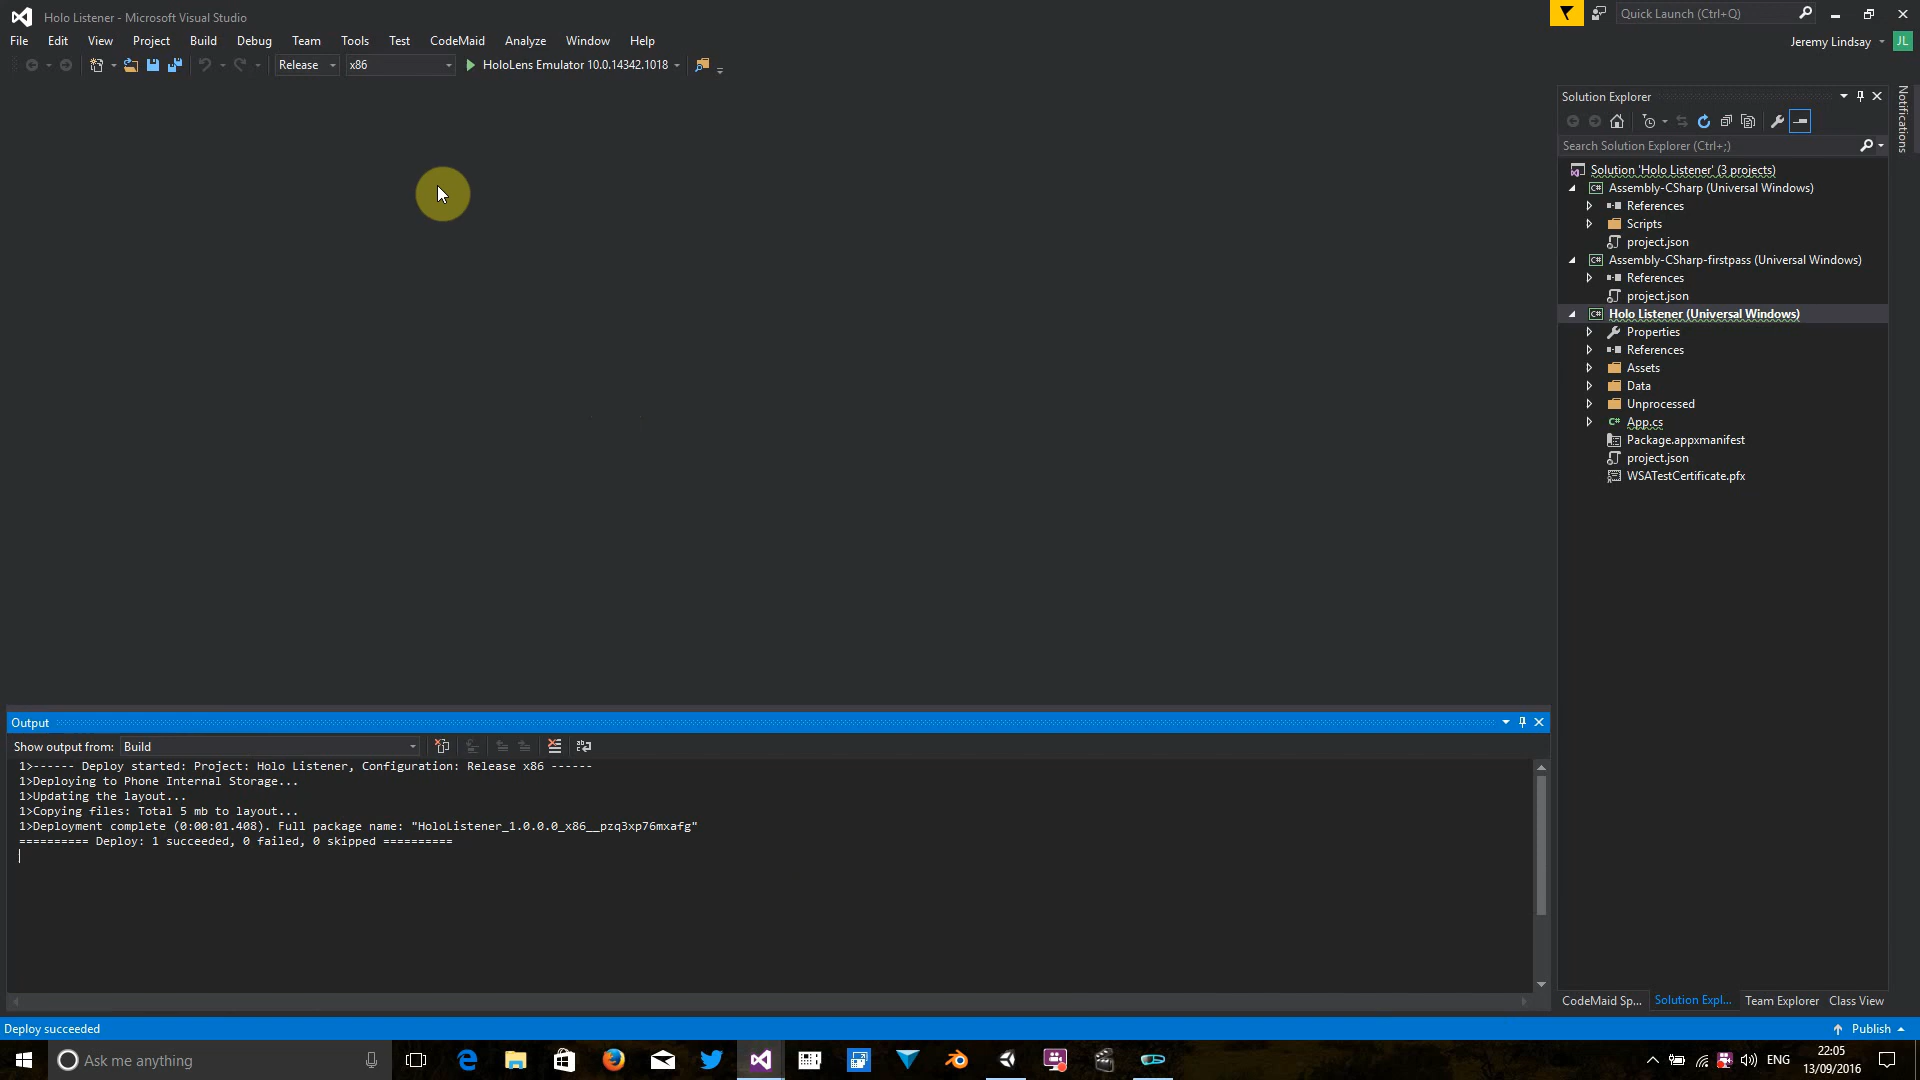 Holo Listener - Microsoft Visual Studio
Quick Launch (Ctrl+Q)
File Edit View Project Build Debug Team Tools Test CodeMaid Analyze Window Help
Jeremy Lindsay JL
Release x86 HoloLens Emulator 10.0.14342.1018
Notifications
Solution Explorer
Search Solution Explorer (Ctrl+;)
Solution 'Holo Listener' (3 projects)
C# Assembly-CSharp (Universal Windows)
References
Scripts
project.json
C# Assembly-CSharp-firstpass (Universal Windows)
References
project.json
C# Holo Listener (Universal Windows)
Properties
References
Assets
Data
Unprocessed
C# App.cs
Package.appxmanifest
project.json
WSATestCertificate.pfx
Output
Show output from: Build
1>------ Deploy started: Project: Holo Listener, Configuration: Release x86 ------
1>Deploying to Phone Internal Storage...
1>Updating the layout...
1>Copying files: Total 5 mb to layout...
1>Deployment complete (0:00:01.408). Full package name: "HoloListener_1.0.0.0_x86__pzq3xp76mxafg"
========== Deploy: 1 succeeded, 0 failed, 0 skipped ==========
CodeMaid Sp... Solution Expl... Team Explorer Class View
Deploy succeeded
Publish
Ask me anything
ENG
22:05
13/09/2016